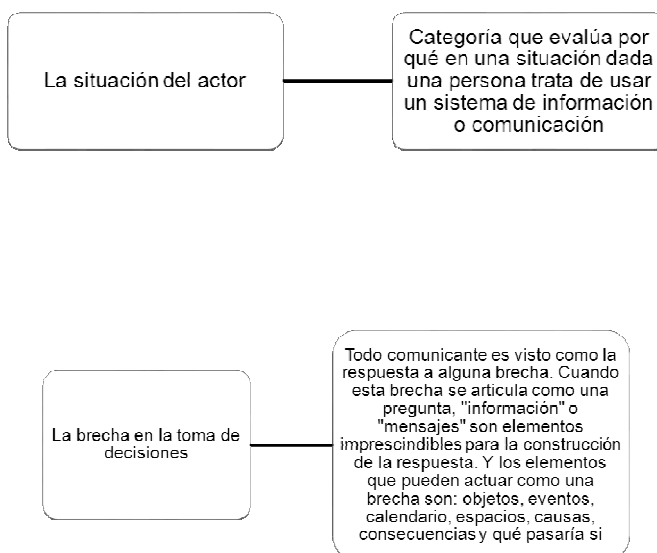 La situación del actor
Categoría que evalúa por
qué en una situación dada
una persona trata de usar
un sistema de información
o comunicación
La brecha en la toma de
decisiones
Todo comunicante es visto como la
respuesta a alguna brecha. Cuando
esta brecha se articula como una
pregunta, "información" o
"mensajes" son elementos
imprescindibles para la construcción
de la respuesta. Y los elementos
que pueden actuar como una
brecha son: objetos, eventos,
calendario, espacios, causas,
consecuencias y qué pasaría si